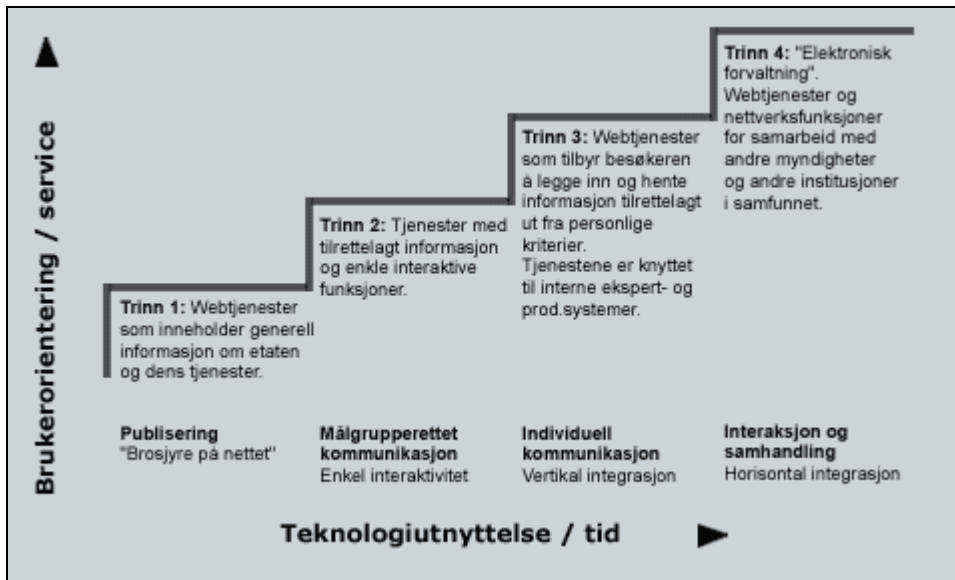 Brukerorientering / service
Trinn 1: Webtjenester
som inneholder generell
informasjon om etaten
og dens tjenester.
Trinn 2: Tjenester med
tilrettelagt informasjon
og enkle interaktive
funksjoner.
Trinn 3: Webtjenester
som tilbyr besøkeren
å legge inn og hente
informasjon tilrettelagt
ut fra personlige
kriterier.
Tjenestene er knyttet
til interne ekspert- og
prod.systemer.
Trinn 4: "Elektronisk
forvaltning".
Webtjenester og
nettverksfunksjoner
for samarbeid med
andre myndigheter
og andre institusjoner
i samfunnet.
Publisering
"Brosjyre på nettet"
Målgrupperettet
kommunikasjon
Enkel interaktivitet
Individuell
kommunikasjon
Vertikal integrasjon
Interaksjon og
samhandling
Horisontal integrasjon
Teknologiutnyttelse / tid